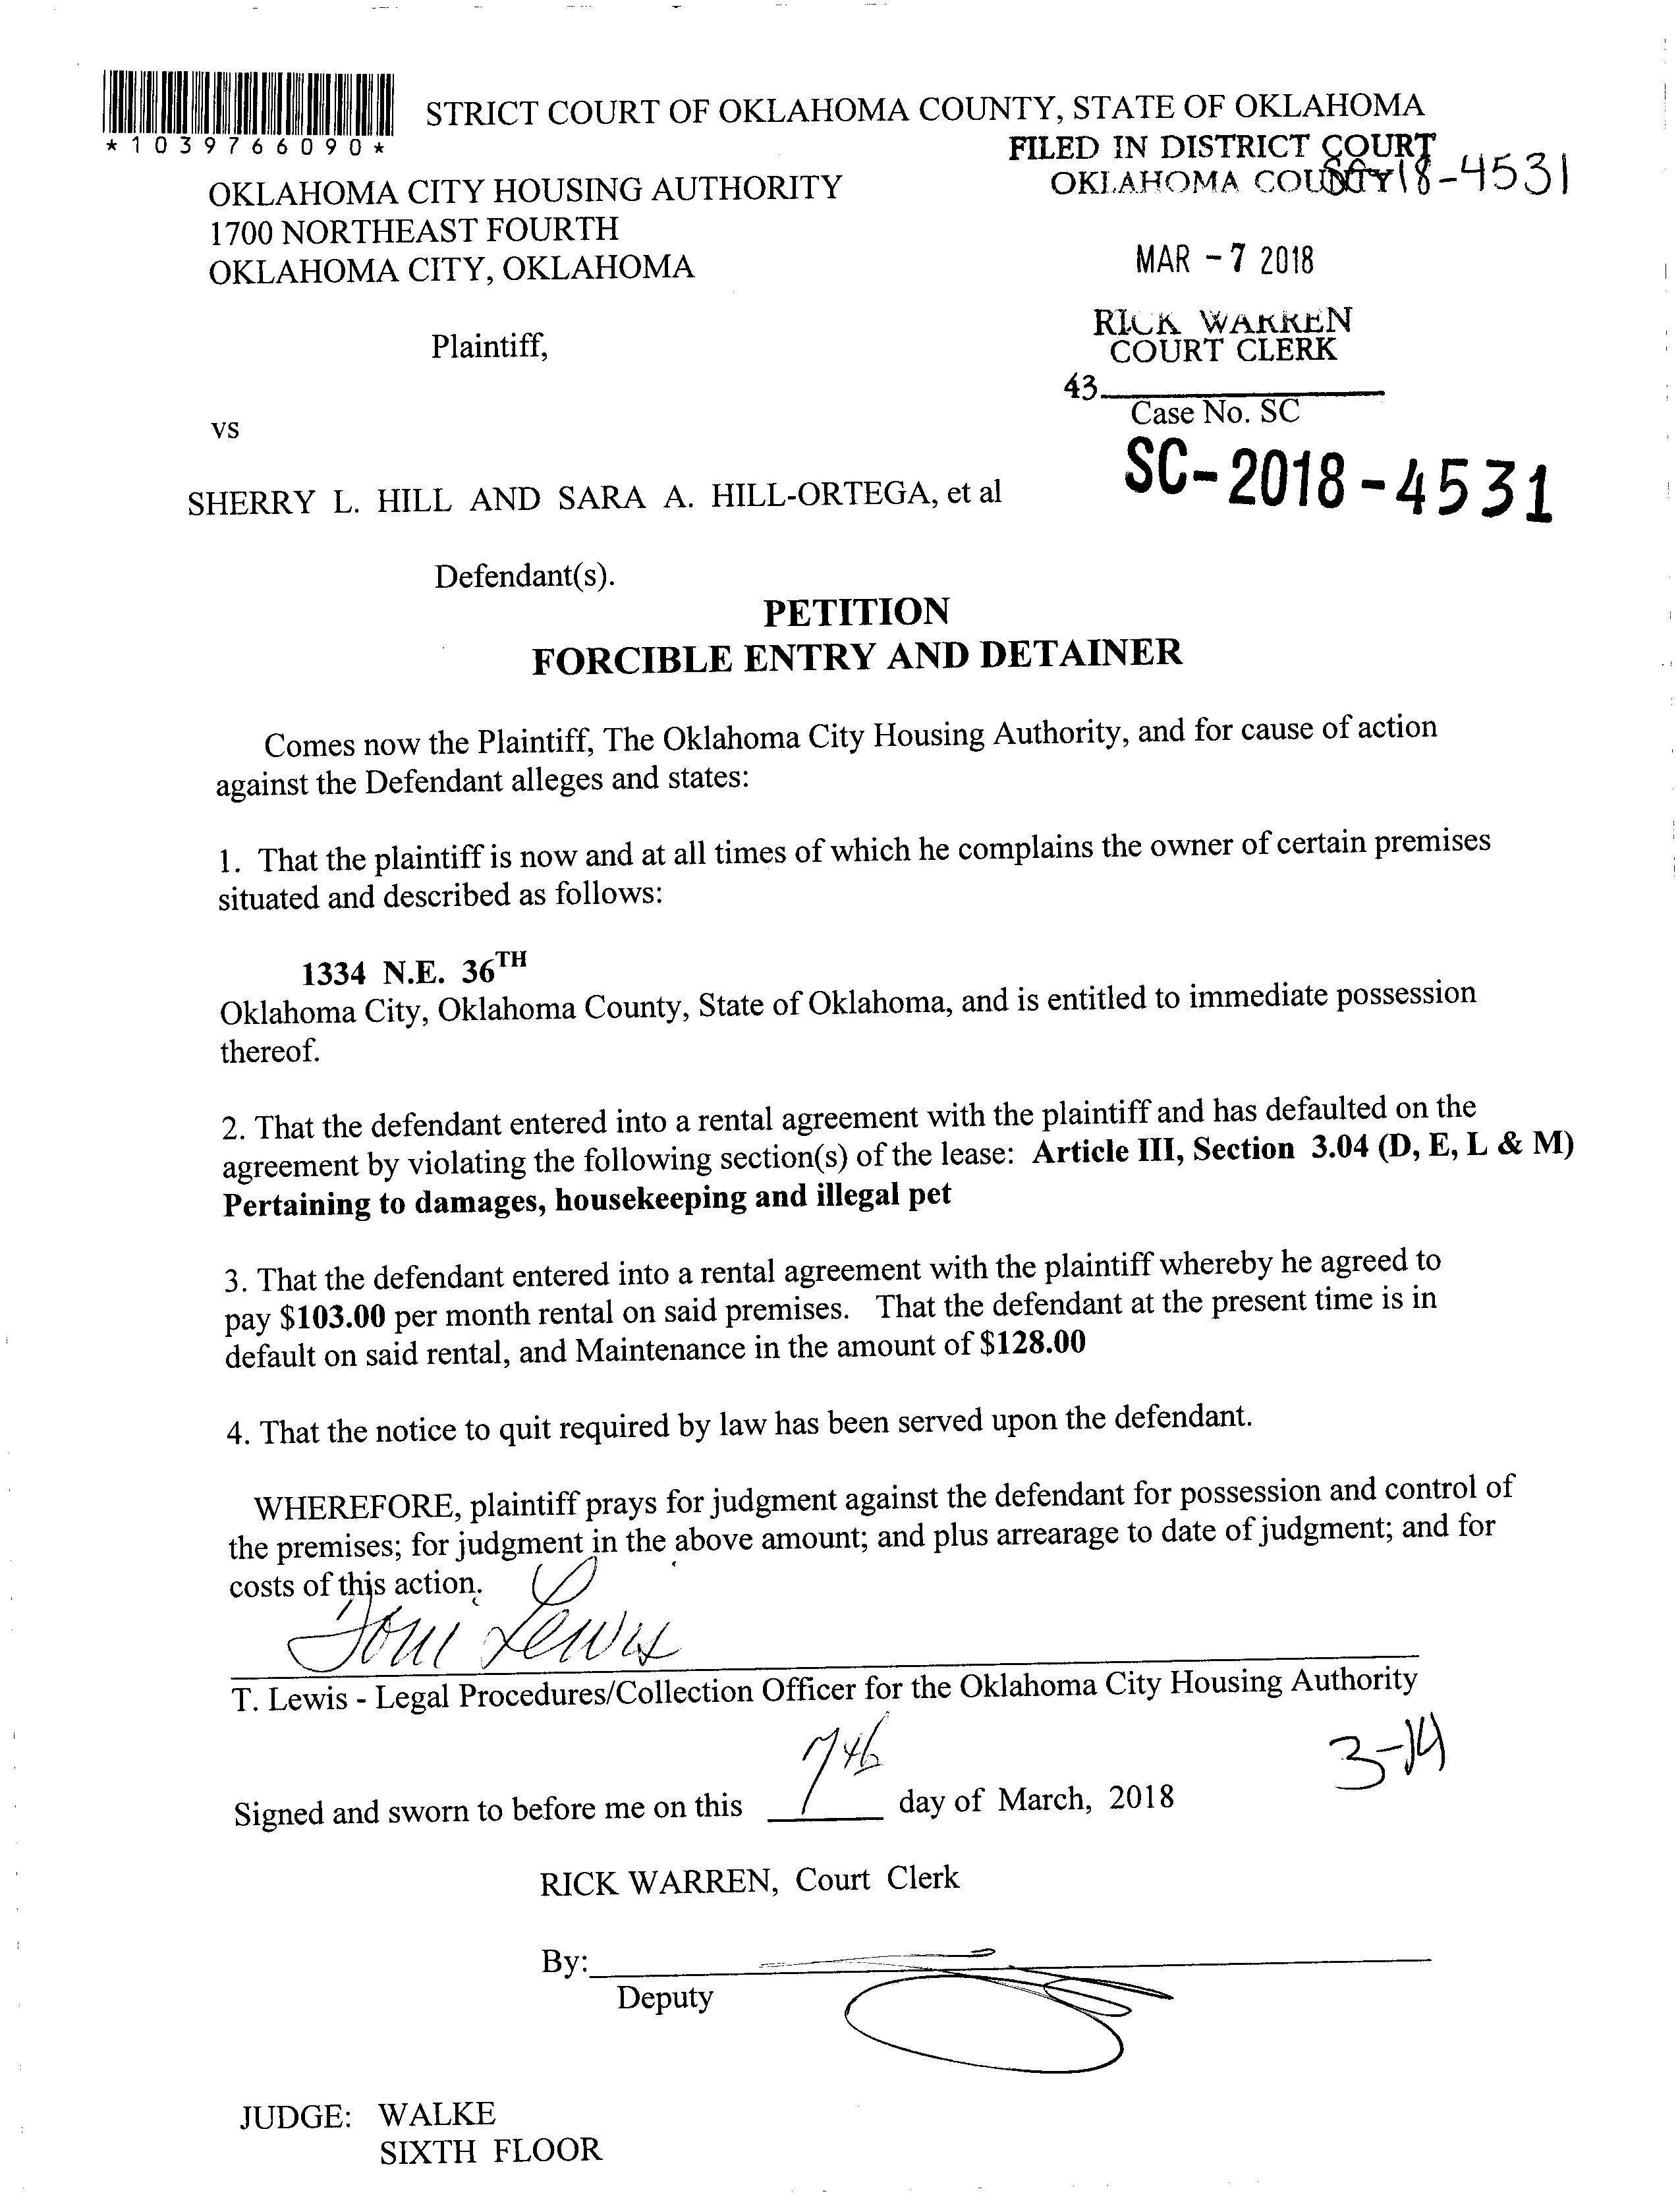 *1039766090*
STRICT COURT OF OKLAHOMA COUNTY, STATE OF OKLAHOMA
FILED IN DISTRICT COURT
OKLAHOMA COUNTY 18-4531
OKLAHOMA CITY HOUSING AUTHORITY
1700 NORTHEAST FOURTH
OKLAHOMA CITY, OKLAHOMA
MAR - 7 2018
RICK WARREN
COURT CLERK
Plaintiff,
43
Case No. SC
vs
SC-2018-4531
SHERRY L. HILL AND SARA A. HILL-ORTEGA, et al
Defendant(s).
PETITION
FORCIBLE ENTRY AND DETAINER
Comes now the Plaintiff, The Oklahoma City Housing Authority, and for cause of action
against the Defendant alleges and states:
1. That the plaintiff is now and at all times of which he complains the owner of certain premises
situated and described as follows:
1334 N.E. 36TH
Oklahoma City, Oklahoma County, State of Oklahoma, and is entitled to immediate possession
thereof.
2. That the defendant entered into a rental agreement with the plaintiff and has defaulted on the
agreement by violating the following section(s) of the lease: Article III, Section 3.04 (D, E, L & M)
Pertaining to damages, housekeeping and illegal pet
3. That the defendant entered into a rental agreement with the plaintiff whereby he agreed to
pay $103.00 per month rental on said premises. That the defendant at the present time is in
default on said rental, and Maintenance in the amount of $128.00
4. That the notice to quit required by law has been served upon the defendant.
WHEREFORE, plaintiff prays for judgment against the defendant for possession and control of
the premises; for judgment in the above amount; and plus arrearage to date of judgment; and for
costs of this action.
Toni Lewis
T. Lewis - Legal Procedures/Collection Officer for the Oklahoma City Housing Authority
3-14
Signed and sworn to before me on this 7th day of March, 2018
RICK WARREN, Court Clerk
By:
Deputy
JUDGE: WALKE
SIXTH FLOOR